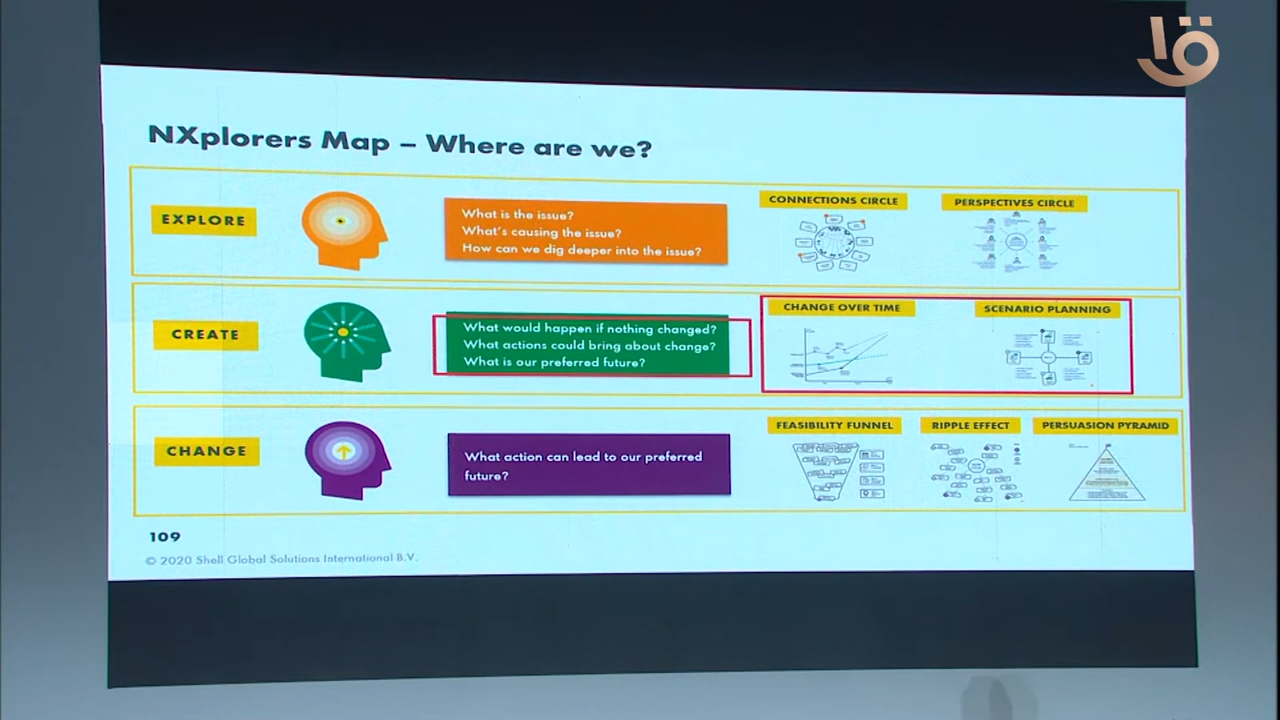 NXplorers Map – Where are we?
EXPLORE
What is the issue?
What's causing the issue?
How can we dig deeper into the issue?
CONNECTIONS CIRCLE
PERSPECTIVES CIRCLE
CREATE
What would happen if nothing changed?
What actions could bring about change?
What is our preferred future?
CHANGE OVER TIME
SCENARIO PLANNING
CHANGE
What action can lead to our preferred
future?
FEASIBILITY FUNNEL
RIPPLE EFFECT
PERSUASION PYRAMID
109
© 2020 Shell Global Solutions International B.V.